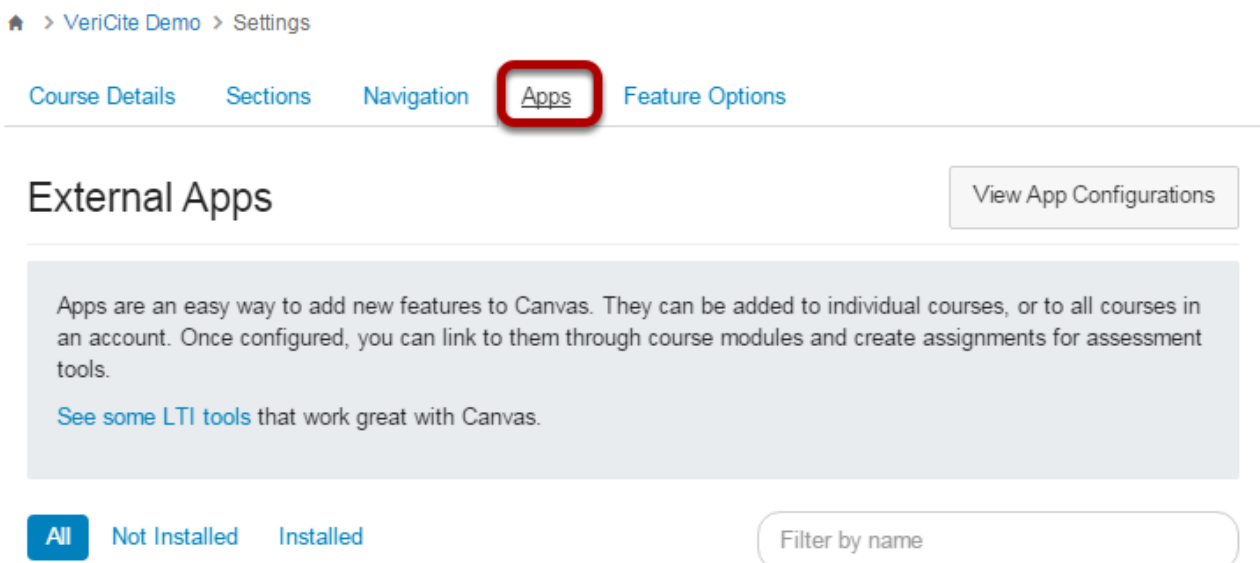 > VeriCite Demo > Settings
Course Details Sections Navigation Apps Feature Options
External Apps
View App Configurations
Apps are an easy way to add new features to Canvas. They can be added to individual courses, or to all courses in
an account. Once configured, you can link to them through course modules and create assignments for assessment
tools.
See some LTI tools that work great with Canvas.
All Not Installed Installed
Filter by name